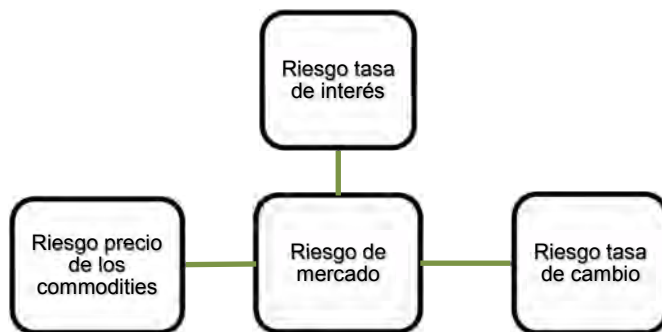 Riesgo tasa
de interés
Riesgo precio
de los
commodities
Riesgo de
mercado
Riesgo tasa
de cambio